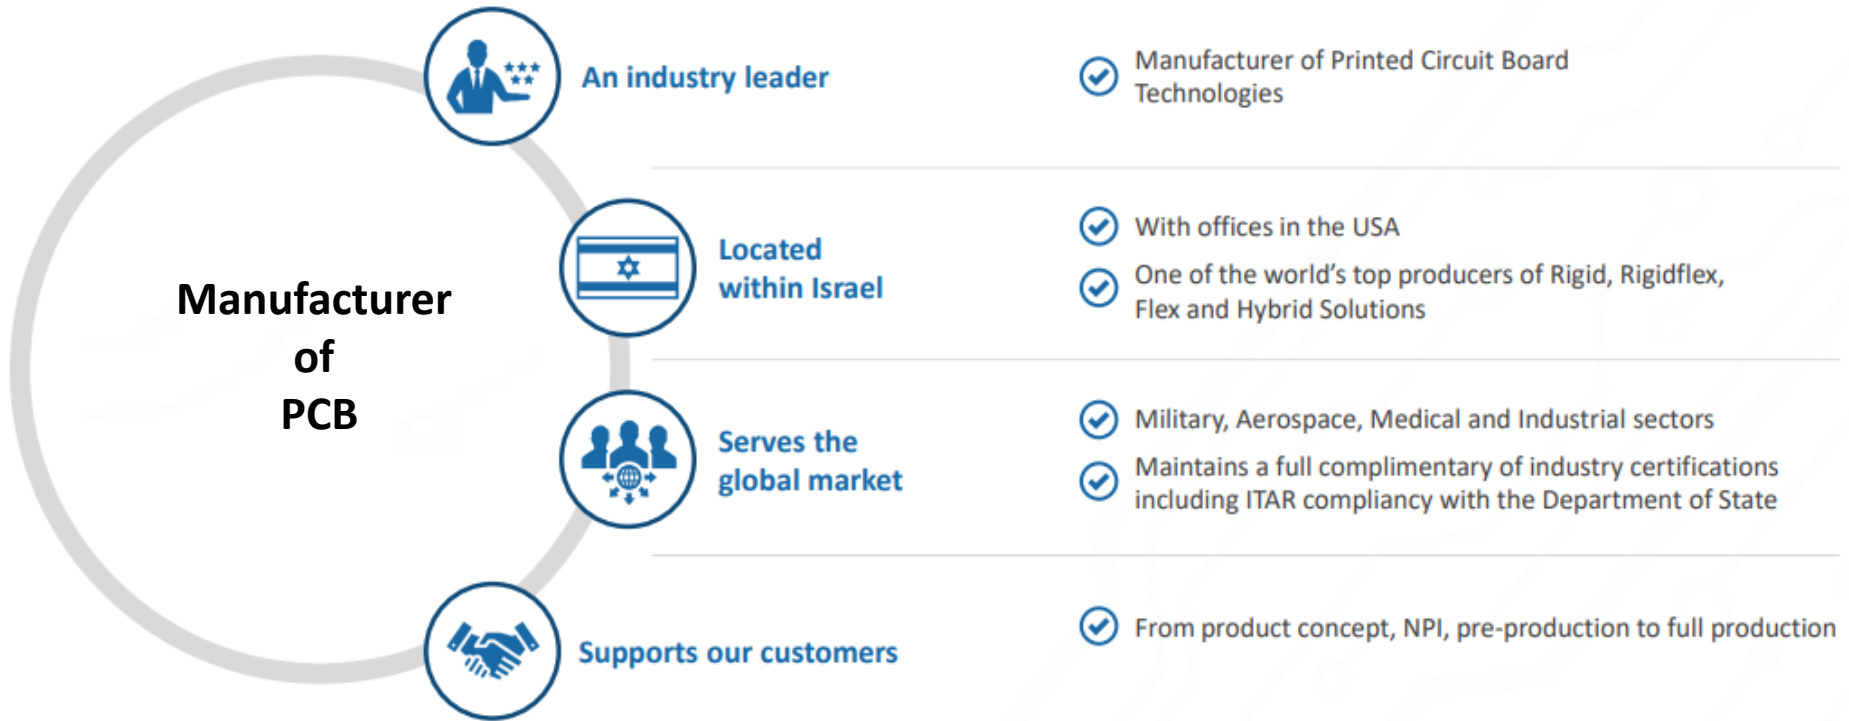 Manufacturer
of
PCB
An industry leader
Manufacturer of Printed Circuit Board
Technologies
Located
within Israel
With offices in the USA
One of the world's top producers of Rigid, Rigidflex,
Flex and Hybrid Solutions
Serves the
global market
Military, Aerospace, Medical and Industrial sectors
Maintains a full complimentary of industry certifications
including ITAR compliancy with the Department of State
Supports our customers
From product concept, NPI, pre-production to full production